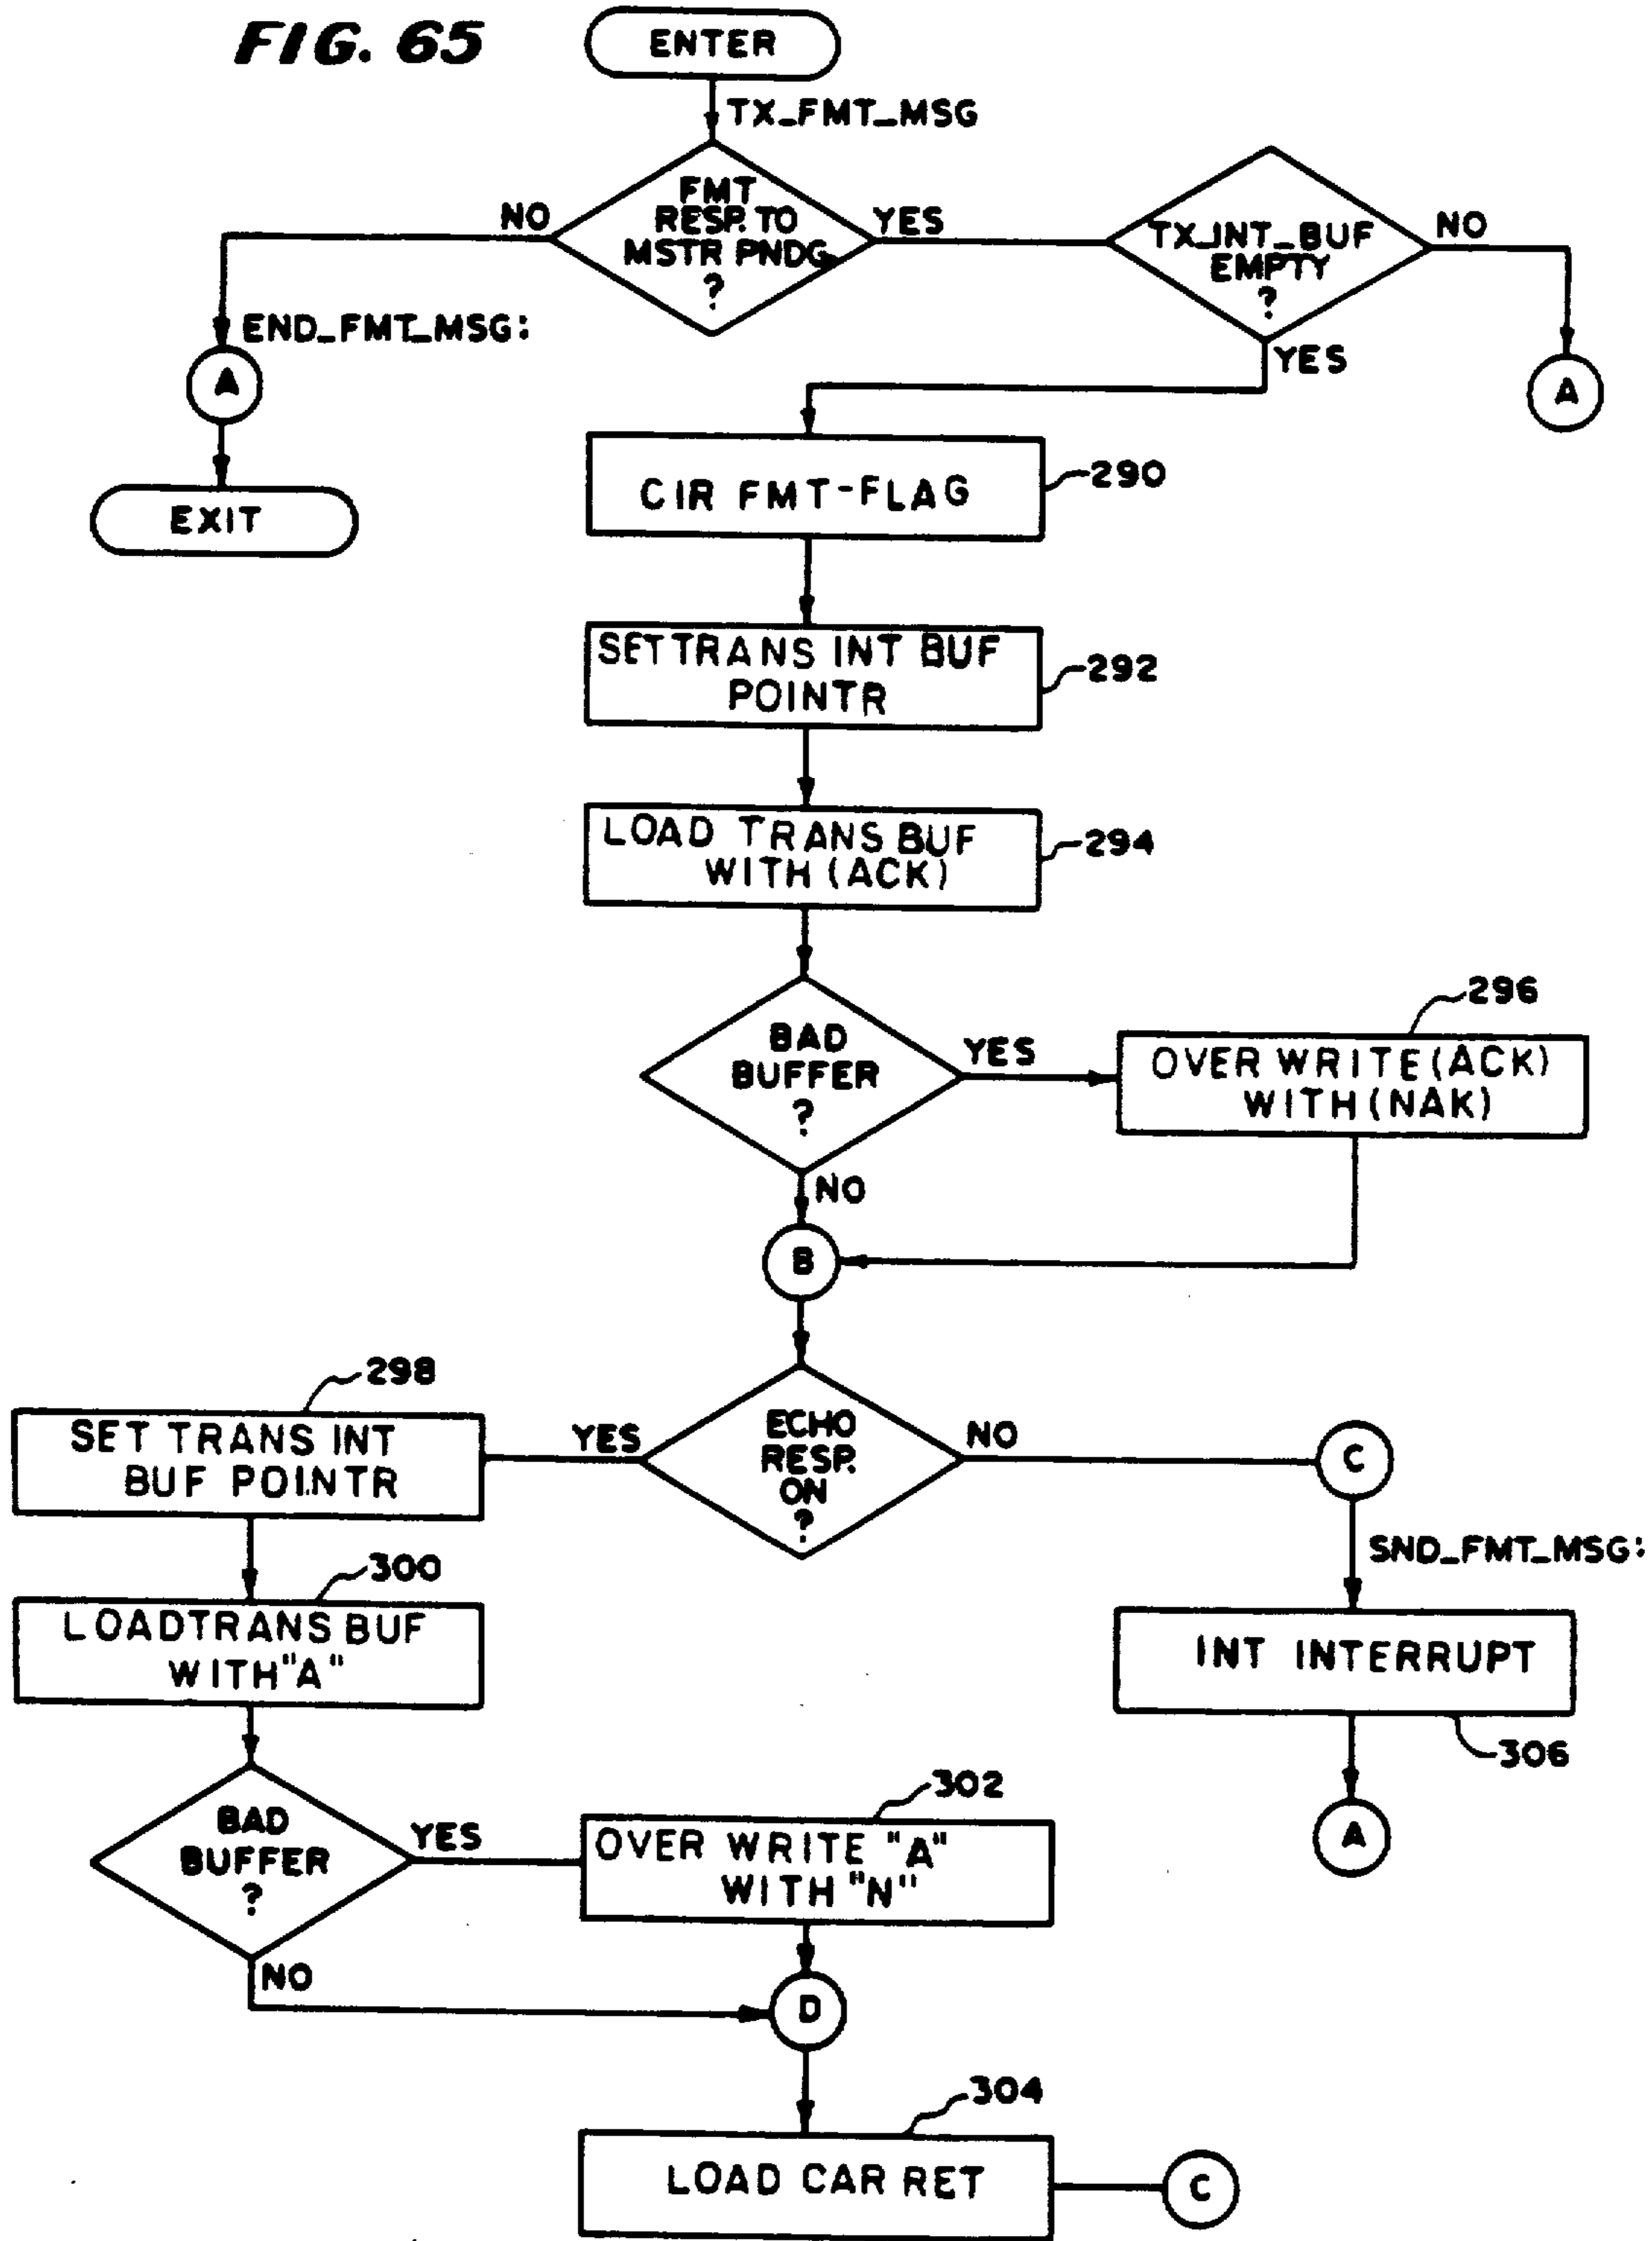 FIG. 65
ENTER
TX_FMT_MSG
FMT
RESP. TO
MSTR PNDG
?
NO
YES
TX_INT_BUF
EMPTY
?
NO
YES
END_FMT_MSG:
A
A
EXIT
CIR FMT-FLAG
290
SET TRANS INT BUF
POINTR
292
LOAD TRANS BUF
WITH (ACK)
294
BAD
BUFFER
?
YES
NO
296
OVER WRITE (ACK)
WITH (NAK)
B
298
SET TRANS INT
BUF POINTR
YES
ECHO
RESP.
ON
?
NO
C
SND_FMT_MSG:
300
LOAD TRANS BUF
WITH "A"
INT INTERRUPT
306
A
BAD
BUFFER
?
YES
NO
302
OVER WRITE "A"
WITH "N"
D
304
LOAD CAR RET
C